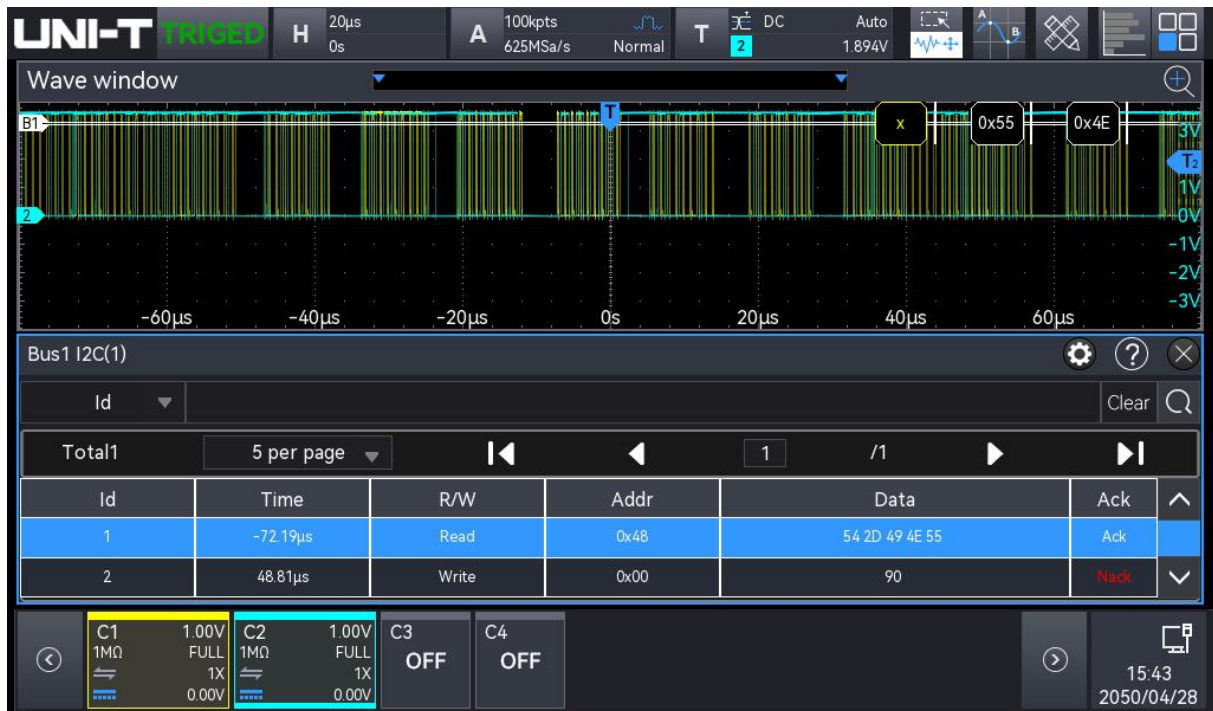 UNI-T TRIGED H 20µs 0s A 100kpts 625MSa/s Normal T DC 2 Auto 1.894V A B
Wave window
T
B1 x 0x55 0x4E 3V
T2
1V
2 0V
-1V
-2V
-3V
-60µs -40µs -20µs 0s 20µs 40µs 60µs
Bus1 I2C(1) ?
Id Clear
Total1 5 per page 1 /1
Id Time R/W Addr Data Ack
1 -72.19µs Read 0x48 54 2D 49 4E 55 Ack
2 48.81µs Write 0x00 90 Nack
C1 1.00V C2 1.00V C3 C4
1MΩ FULL 1MΩ FULL OFF OFF
1X 1X 15:43
0.00V 0.00V 2050/04/28